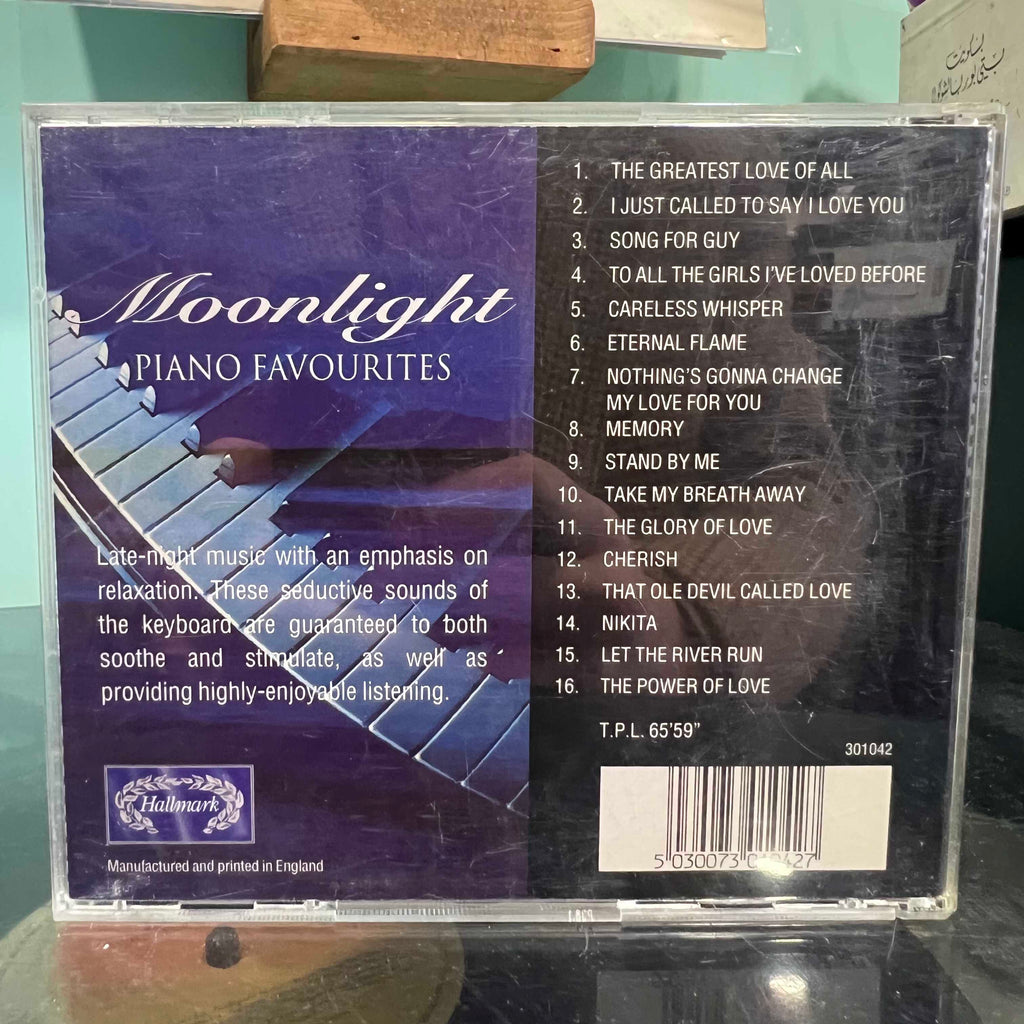 Moonlight
PIANO FAVOURITES
Late-night music with an emphasis on
relaxation. These seductive sounds of
the keyboard are guaranteed to both
soothe and stimulate, as well as
providing highly-enjoyable listening.
Hallmark
Manufactured and printed in England
1. THE GREATEST LOVE OF ALL
2. I JUST CALLED TO SAY I LOVE YOU
3. SONG FOR GUY
4. TO ALL THE GIRLS I'VE LOVED BEFORE
5. CARELESS WHISPER
6. ETERNAL FLAME
7. NOTHING'S GONNA CHANGE
MY LOVE FOR YOU
8. MEMORY
9. STAND BY ME
10. TAKE MY BREATH AWAY
11. THE GLORY OF LOVE
12. CHERISH
13. THAT OLE DEVIL CALLED LOVE
14. NIKITA
15. LET THE RIVER RUN
16. THE POWER OF LOVE
T.P.L. 65'59"
301042
5 030073